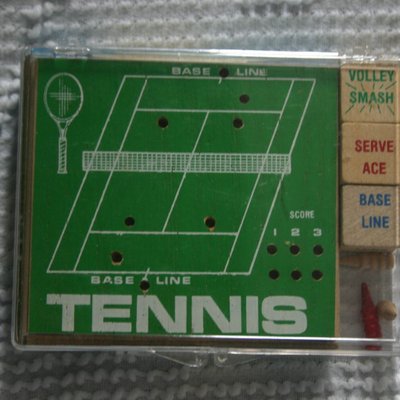 BASE LINE
VOLLEY
SMASH
SERVE
ACE
BASE
LINE
SCORE
1 2 3
BASE LINE
TENNIS